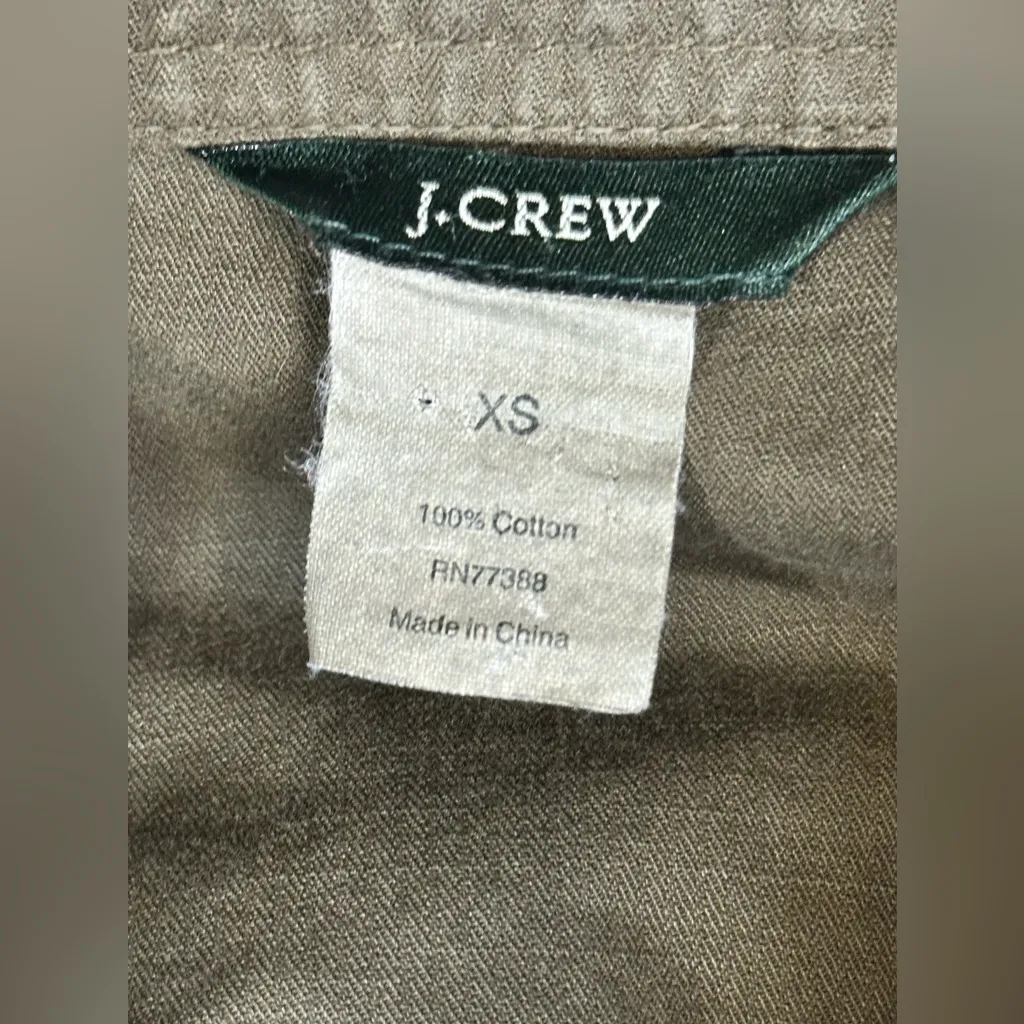 J.CREW
XS
100% Cotton
RN77388
Made in China